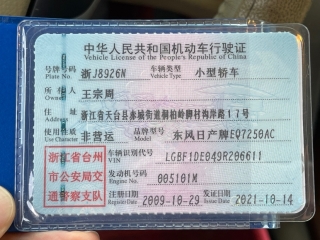 中华人民共和国机动车行驶证
Vehicle License of the People's Republic of China
号牌号码 浙J8926N 车辆类型 小型轿车
Plate No. Vehicle Type
所有人 王宗周
Owner
住址 浙江省天台县赤城街道桐柏岭脚村沟岸路17号
Address
使用性质 非营运 品牌型号 东风日产牌EQ7250AC
Use Character Model
浙江省台州 车辆识别代号 LGBF1DE049R206611
VIN
市公安局交 发动机号码 005101M
Engine No.
通警察支队 注册日期 2009-10-29 发证日期 2021-10-14
Register Date Issue Date